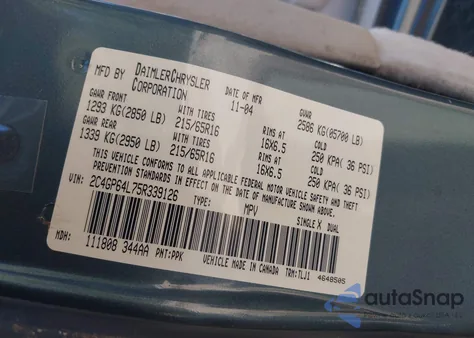 MFD BY DAIMLERCHRYSLER CORPORATION DATE OF MFR 11-04 GVWR 2586 KG(05700 LB)
GAWR FRONT WITH TIRES RIMS AT COLD
1293 KG(2850 LB) 215/65R16 16X6.5 250 KPA( 36 PSI)
GAWR REAR WITH TIRES RIMS AT COLD
1339 KG(2950 LB) 215/65R16 16X6.5 250 KPA( 36 PSI)
THIS VEHICLE CONFORMS TO ALL APPLICABLE FEDERAL MOTOR VEHICLE SAFETY, BUMPER AND THEFT
PREVENTION STANDARDS IN EFFECT ON THE DATE OF MANUFACTURE SHOWN ABOVE.
VIN: 2C4GP64L75R339126 TYPE: MPV SINGLE X DUAL
MDH: 111808 344AA PNT:PPK VEHICLE MADE IN CANADA TRM:TLJ1 4648505
autoSnap